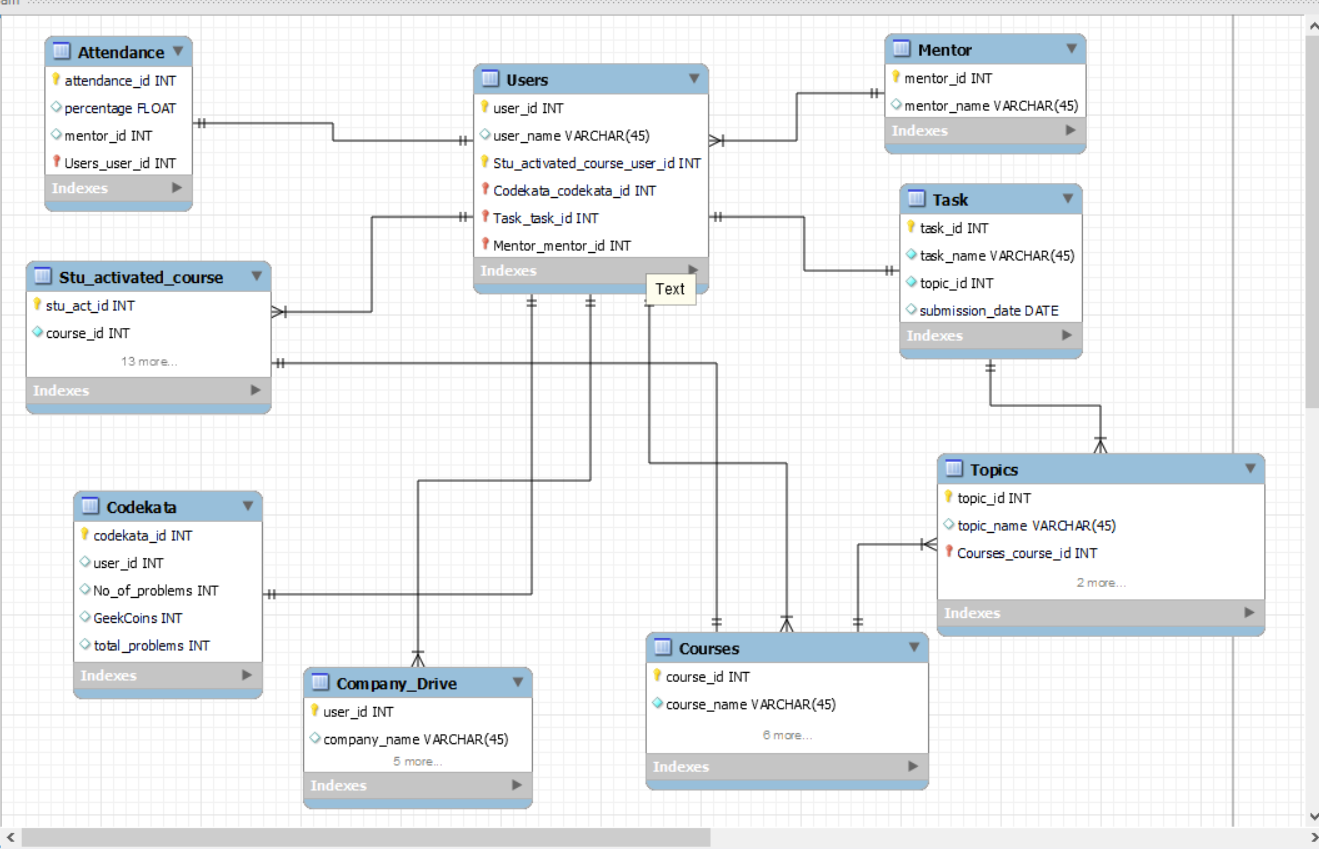 Attendance
attendance_id INT
percentage FLOAT
mentor_id INT
Users_user_id INT
Indexes
Users
user_id INT
user_name VARCHAR(45)
Stu_activated_course_user_id INT
Codekata_codekata_id INT
Task_task_id INT
Mentor_mentor_id INT
Indexes
Text
Mentor
mentor_id INT
mentor_name VARCHAR(45)
Indexes
Task
task_id INT
task_name VARCHAR(45)
topic_id INT
submission_date DATE
Indexes
Stu_activated_course
stu_act_id INT
course_id INT
13 more...
Indexes
Topics
topic_id INT
topic_name VARCHAR(45)
Courses_course_id INT
2 more...
Indexes
Codekata
codekata_id INT
user_id INT
No_of_problems INT
GeekCoins INT
total_problems INT
Indexes
Company_Drive
user_id INT
company_name VARCHAR(45)
5 more...
Indexes
Courses
course_id INT
course_name VARCHAR(45)
6 more...
Indexes